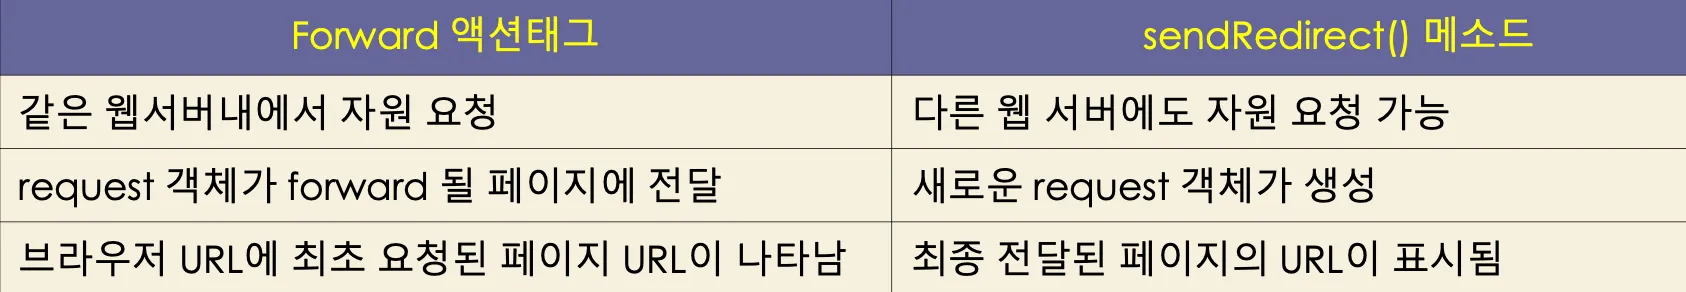 Forward 액션태그
sendRedirect() 메소드
같은 웹서버내에서 자원 요청
다른 웹 서버에도 자원 요청 가능
request 객체가 forward 될 페이지에 전달
새로운 request 객체가 생성
브라우저 URL에 최초 요청된 페이지 URL이 나타남
최종 전달된 페이지의 URL이 표시됨